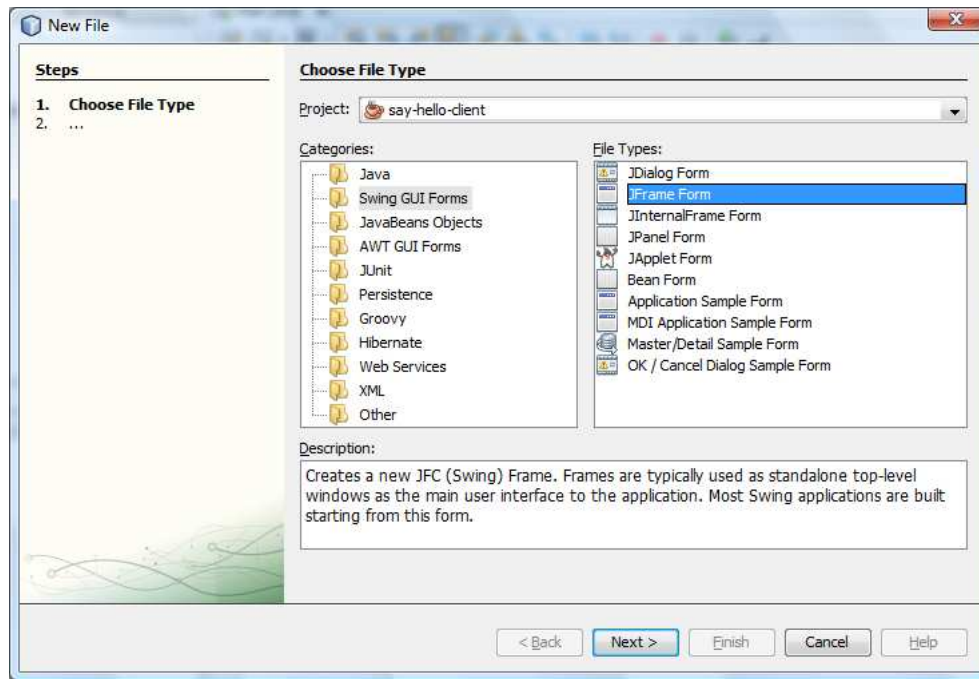 New File
Steps
1. Choose File Type
2. ...
Choose File Type
Project: say-hello-client
Categories:
Java
Swing GUI Forms
JavaBeans Objects
AWT GUI Forms
JUnit
Persistence
Groovy
Hibernate
Web Services
XML
Other
File Types:
JDialog Form
JFrame Form
JInternalFrame Form
JPanel Form
JApplet Form
Bean Form
Application Sample Form
MDI Application Sample Form
Master/Detail Sample Form
OK / Cancel Dialog Sample Form
Description:
Creates a new JFC (Swing) Frame. Frames are typically used as standalone top-level
windows as the main user interface to the application. Most Swing applications are built
starting from this form.
< Back Next > Finish Cancel Help